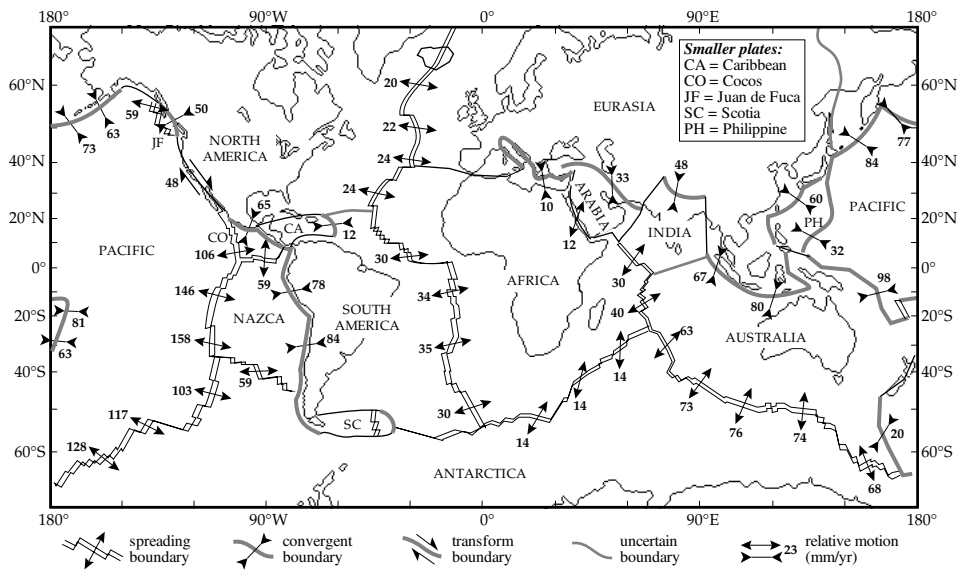 180° 90°W 0° 90°E 180°
Smaller plates:
CA = Caribbean
CO = Cocos
JF = Juan de Fuca
SC = Scotia
PH = Philippine
60°N 60°N
20
EURASIA
59 50
63
JF
22
73
77
84
NORTH
AMERICA
40°N 40°N
24
48
33
48
24
10
ARABIA
60
PH
PACIFIC
65
20°N 20°N
CA
12
12
INDIA
CO
32
PACIFIC
106
30
0° 0°
59
78
AFRICA
30
67
98
146
34
SOUTH
AMERICA
NAZCA
40
80
81
20°S 20°S
63
158
84
35
63
AUSTRALIA
59
14
40°S 40°S
103
14
73
117
30
SC
14
76
74
20
128
60°S 60°S
ANTARCTICA
68
180° 90°W 0° 90°E 180°
spreading
boundary
convergent
boundary
transform
boundary
uncertain
boundary
23 relative motion
(mm/yr)